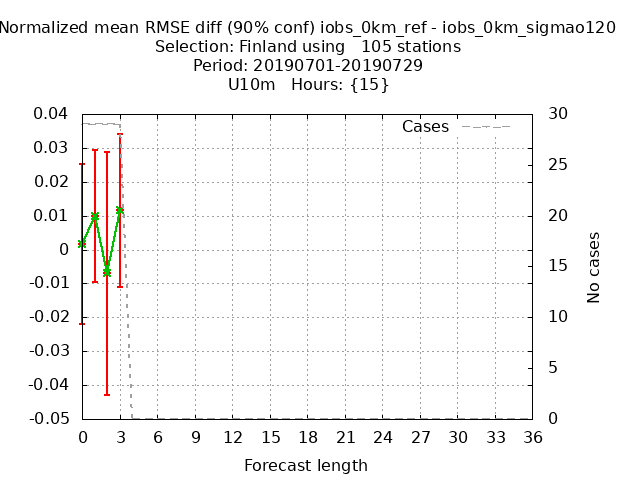 Normalized mean RMSE diff (90% conf) iobs_0km_ref - iobs_0km_sigmao120
Selection: Finland using   105 stations
Period: 20190701-20190729
U10m   Hours: {15}
Cases
0.04
0.03
0.02
0.01
0
-0.01
-0.02
-0.03
-0.04
-0.05
30
25
20
15
10
5
0
No cases
0 3 6 9 12 15 18 21 24 27 30 33 36
Forecast length